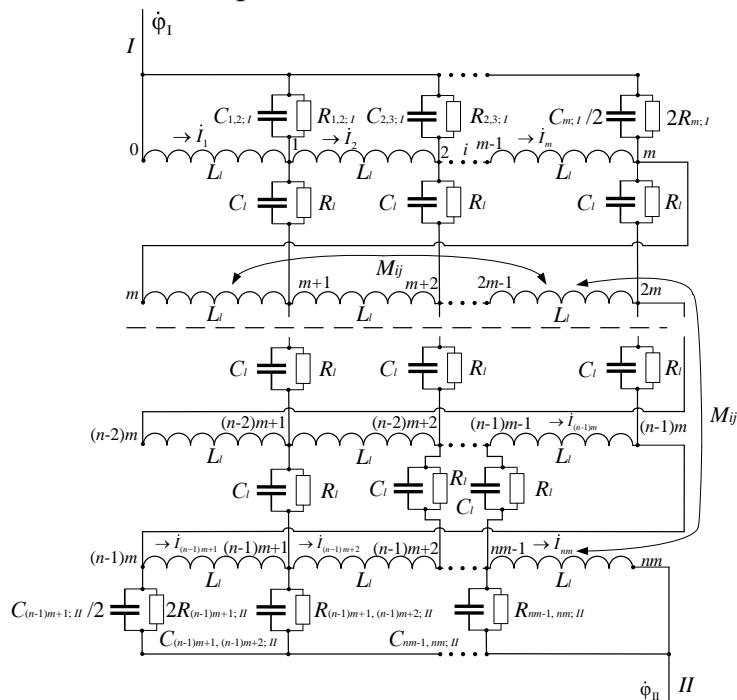 φ̇I
I
C1,2; I R1,2; I C2,3; I R2,3; I Cm; I /2 2Rm; I
0 → İ1 1 → İ2 2 i m-1 → İm m
Ll Ll Ll
Cl Rl Cl Rl Cl Rl
Mij
m m+1 m+2 2m-1 2m
Ll Ll Ll
Cl Rl Cl Rl Cl Rl
Mij
(n-2)m (n-2)m+1 (n-2)m+2 (n-1)m-1 → İ(n-1)m (n-1)m
Ll Ll Ll
Cl Rl Cl Rl Cl Rl
(n-1)m → İ(n-1)m+1 (n-1)m+1 → İ(n-1)m+2 (n-1)m+2 nm-1 → İnm nm
Ll Ll Ll
C(n-1)m+1; II /2 2R(n-1)m+1; II R(n-1)m+1, (n-1)m+2; II Rnm-1, nm; II
C(n-1)m+1, (n-1)m+2; II Cnm-1, nm; II
φ̇II II